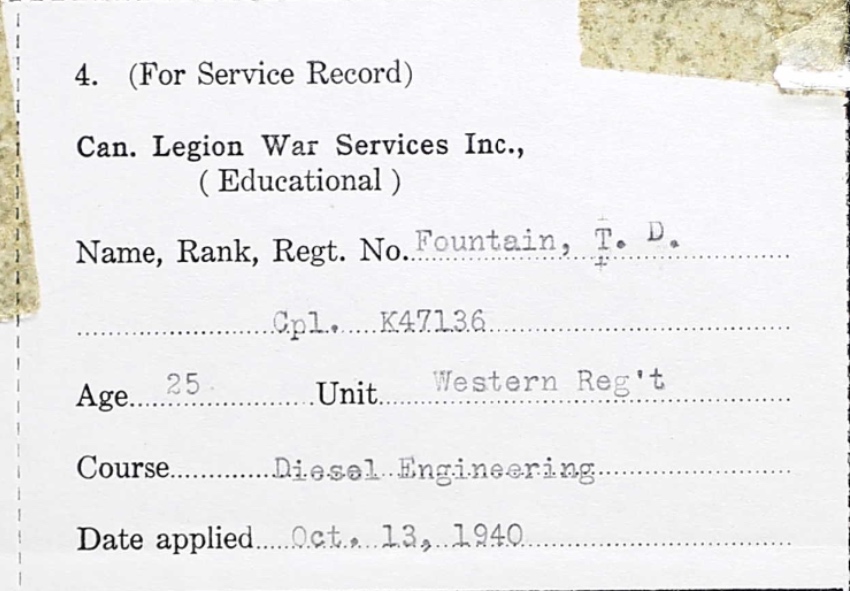 4. (For Service Record)
Can. Legion War Services Inc.,
(Educational)
Name, Rank, Regt. No. Fountain, T. D.
Cpl. K47136
Age 25 Unit Western Reg't
Course Diesel Engineering
Date applied Oct. 13, 1940